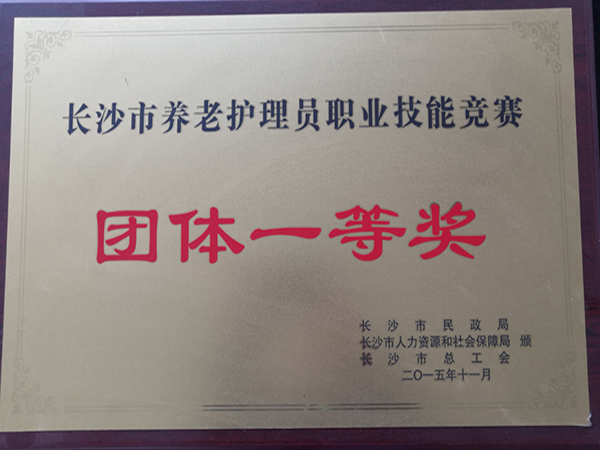 长沙市养老护理员职业技能竞赛
团体一等奖
长沙市民政局
长沙市人力资源和社会保障局 颁
长沙市总工会
二〇一五年十一月